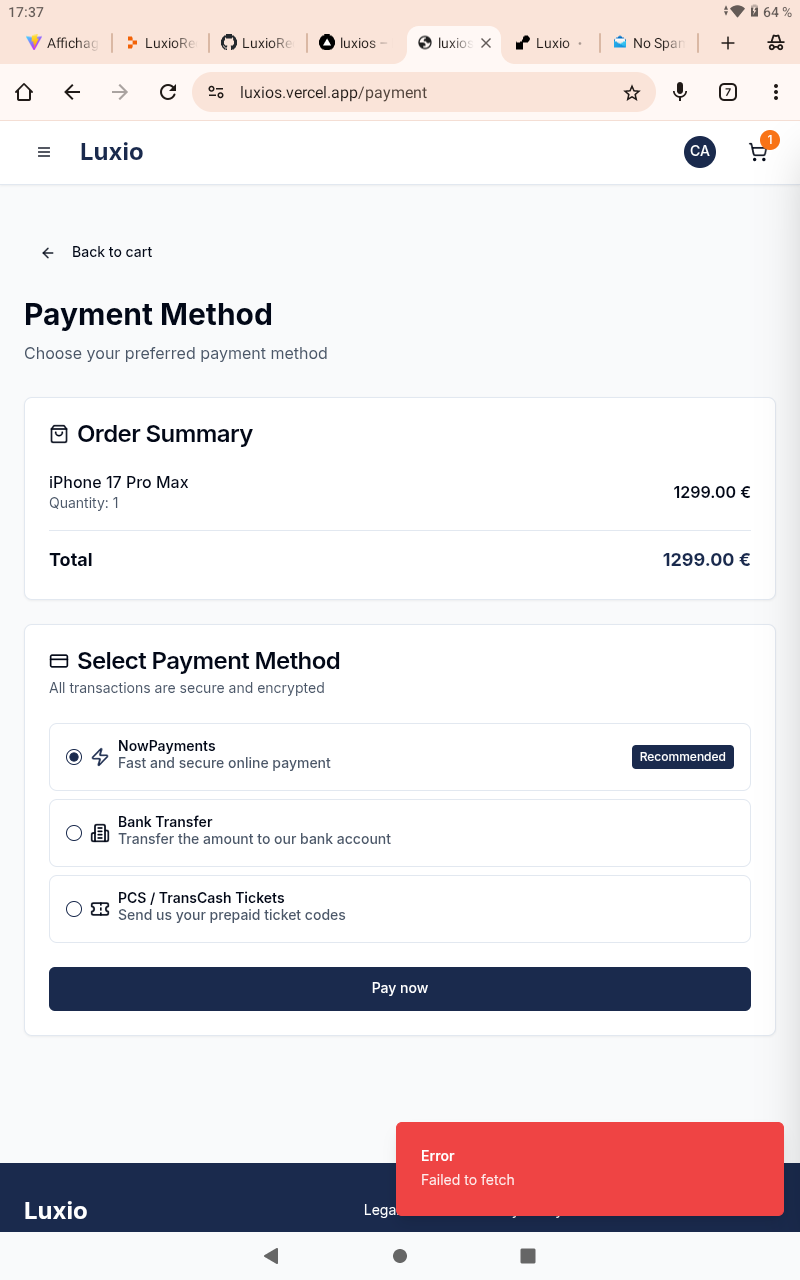 17:37
64 %
Affichag
LuxioRe
LuxioRe
luxios –
luxios
Luxio
No Span
luxios.vercel.app/payment
7
Luxio
CA
1
Back to cart
Payment Method
Choose your preferred payment method
Order Summary
iPhone 17 Pro Max
Quantity: 1
1299.00 €
Total
1299.00 €
Select Payment Method
All transactions are secure and encrypted
NowPayments
Fast and secure online payment
Recommended
Bank Transfer
Transfer the amount to our bank account
PCS / TransCash Tickets
Send us your prepaid ticket codes
Pay now
Error
Failed to fetch
Luxio